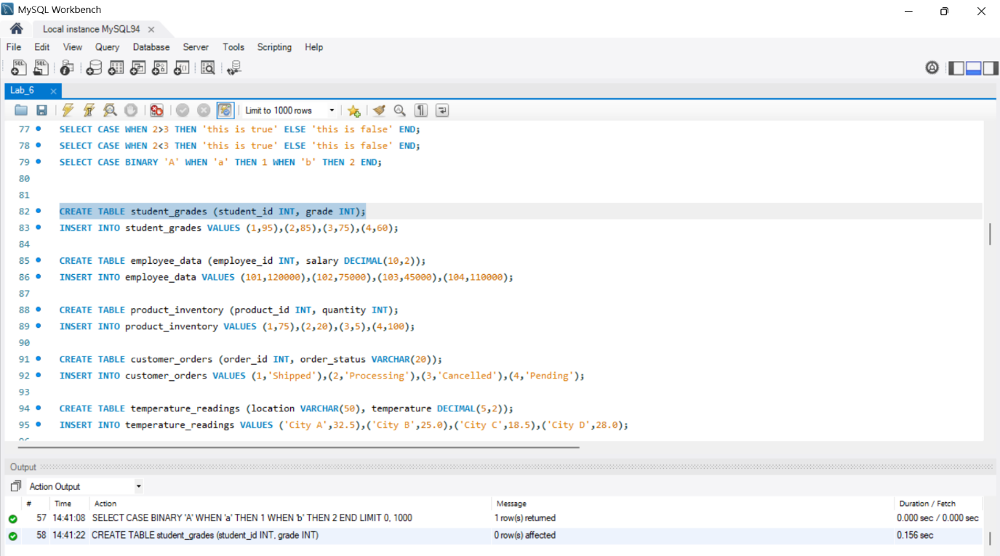 MySQL Workbench
Local instance MySQL94
File Edit View Query Database Server Tools Scripting Help
Lab_6
Limit to 1000 rows
77 SELECT CASE WHEN 2>3 THEN 'this is true' ELSE 'this is false' END;
78 SELECT CASE WHEN 2<3 THEN 'this is true' ELSE 'this is false' END;
79 SELECT CASE BINARY 'A' WHEN 'a' THEN 1 WHEN 'b' THEN 2 END;
80
81
82 CREATE TABLE student_grades (student_id INT, grade INT);
83 INSERT INTO student_grades VALUES (1,95),(2,85),(3,75),(4,60);
84
85 CREATE TABLE employee_data (employee_id INT, salary DECIMAL(10,2));
86 INSERT INTO employee_data VALUES (101,120000),(102,75000),(103,45000),(104,110000);
87
88 CREATE TABLE product_inventory (product_id INT, quantity INT);
89 INSERT INTO product_inventory VALUES (1,75),(2,20),(3,5),(4,100);
90
91 CREATE TABLE customer_orders (order_id INT, order_status VARCHAR(20));
92 INSERT INTO customer_orders VALUES (1,'Shipped'),(2,'Processing'),(3,'Cancelled'),(4,'Pending');
93
94 CREATE TABLE temperature_readings (location VARCHAR(50), temperature DECIMAL(5,2));
95 INSERT INTO temperature_readings VALUES ('City A',32.5),('City B',25.0),('City C',18.5),('City D',28.0);
Output
Action Output
# Time Action Message Duration / Fetch
57 14:41:08 SELECT CASE BINARY 'A' WHEN 'a' THEN 1 WHEN 'b' THEN 2 END LIMIT 0, 1000 1 row(s) returned 0.000 sec / 0.000 sec
58 14:41:22 CREATE TABLE student_grades (student_id INT, grade INT) 0 row(s) affected 0.156 sec